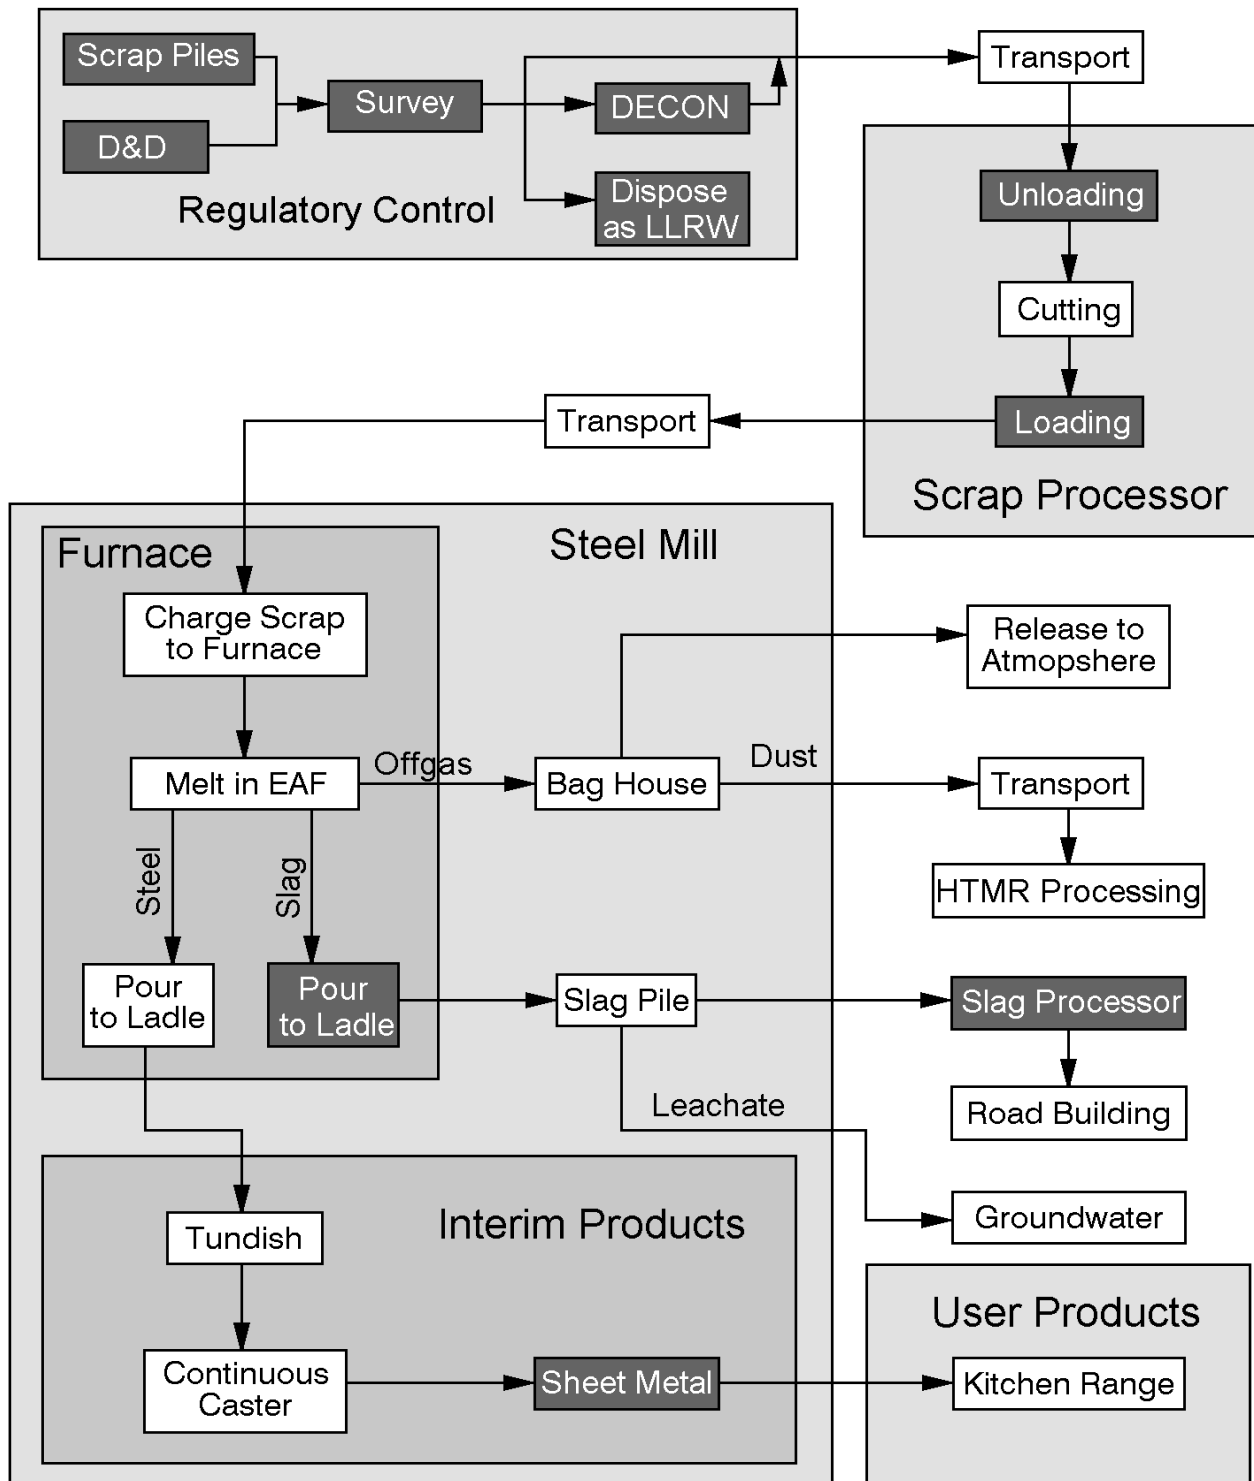 Scrap Piles
D&D
Survey
DECON
Dispose
as LLRW
Regulatory Control
Transport
Unloading
Cutting
Loading
Scrap Processor
Transport
Steel Mill
Furnace
Charge Scrap
to Furnace
Melt in EAF
Offgas
Bag House
Dust
Release to
Atmopshere
Transport
HTMR Processing
Steel
Slag
Pour
to Ladle
Pour
to Ladle
Slag Pile
Slag Processor
Road Building
Leachate
Groundwater
Interim Products
Tundish
Continuous
Caster
Sheet Metal
User Products
Kitchen Range